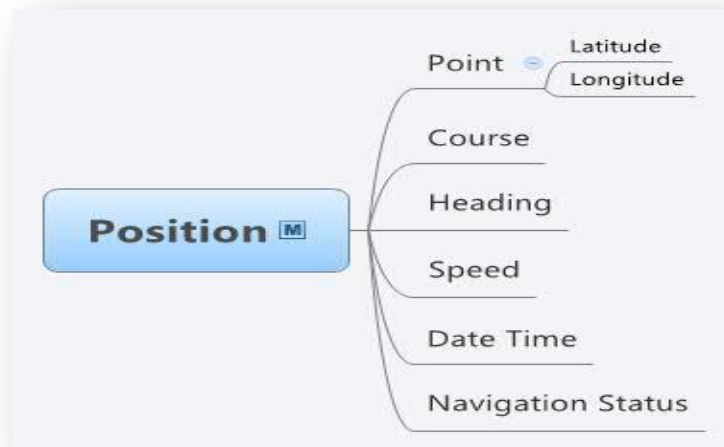 Position M
Point
Latitude
Longitude
Course
Heading
Speed
Date Time
Navigation Status